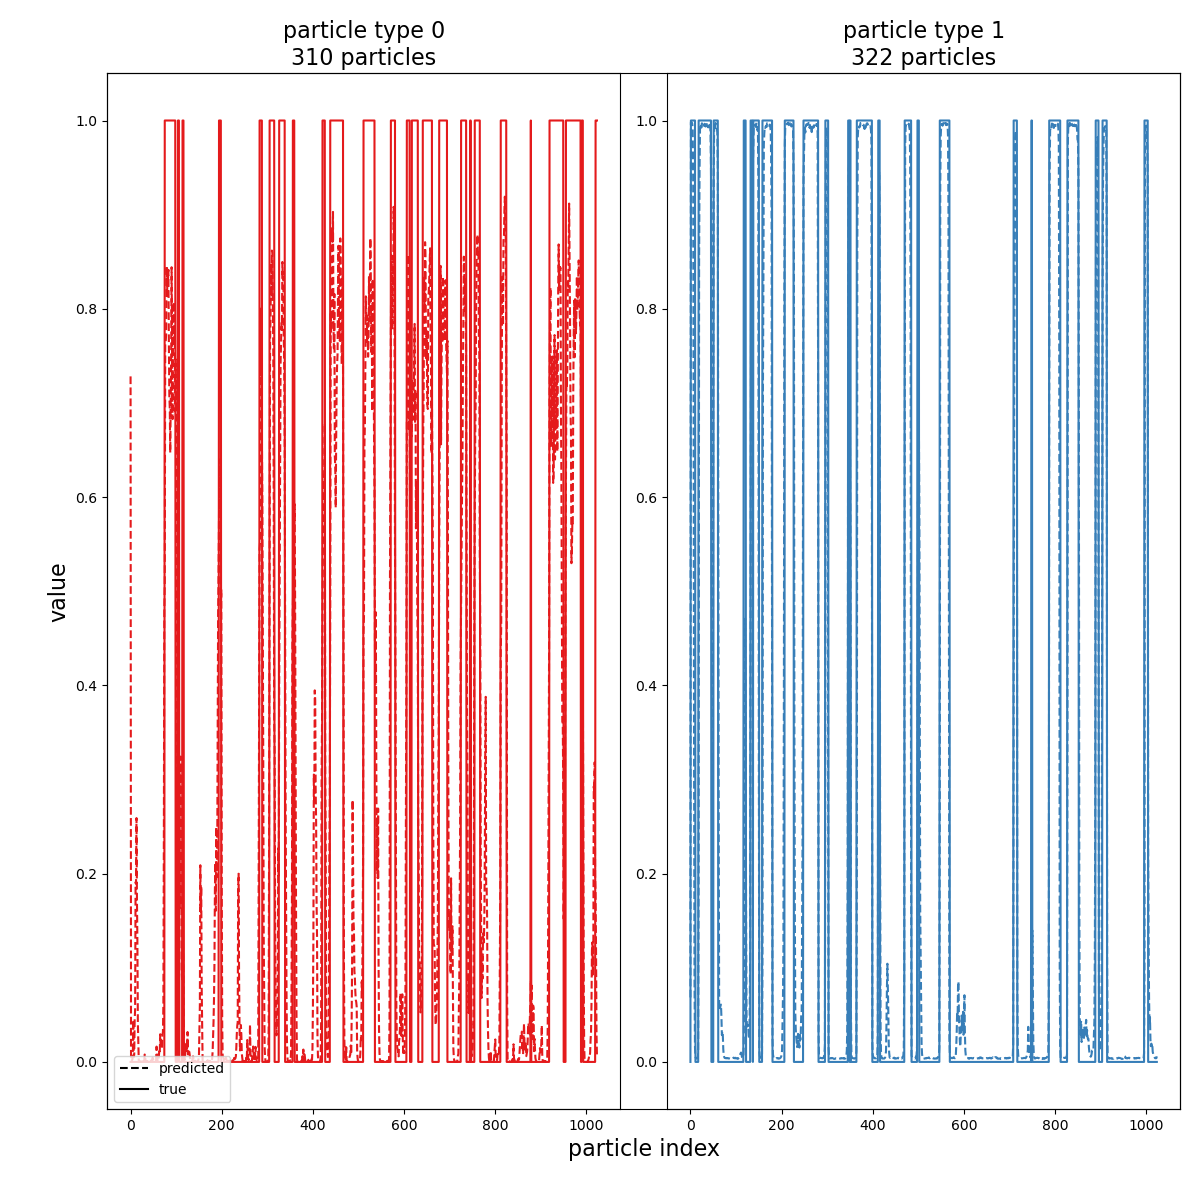 particle type 0
310 particles
particle type 1
322 particles
1.0
0.8
0.6
0.4
0.2
0.0
1.0
0.8
0.6
0.4
0.2
0.0
value
predicted
true
0 200 400 600 800 1000
0 200 400 600 800 1000
particle index